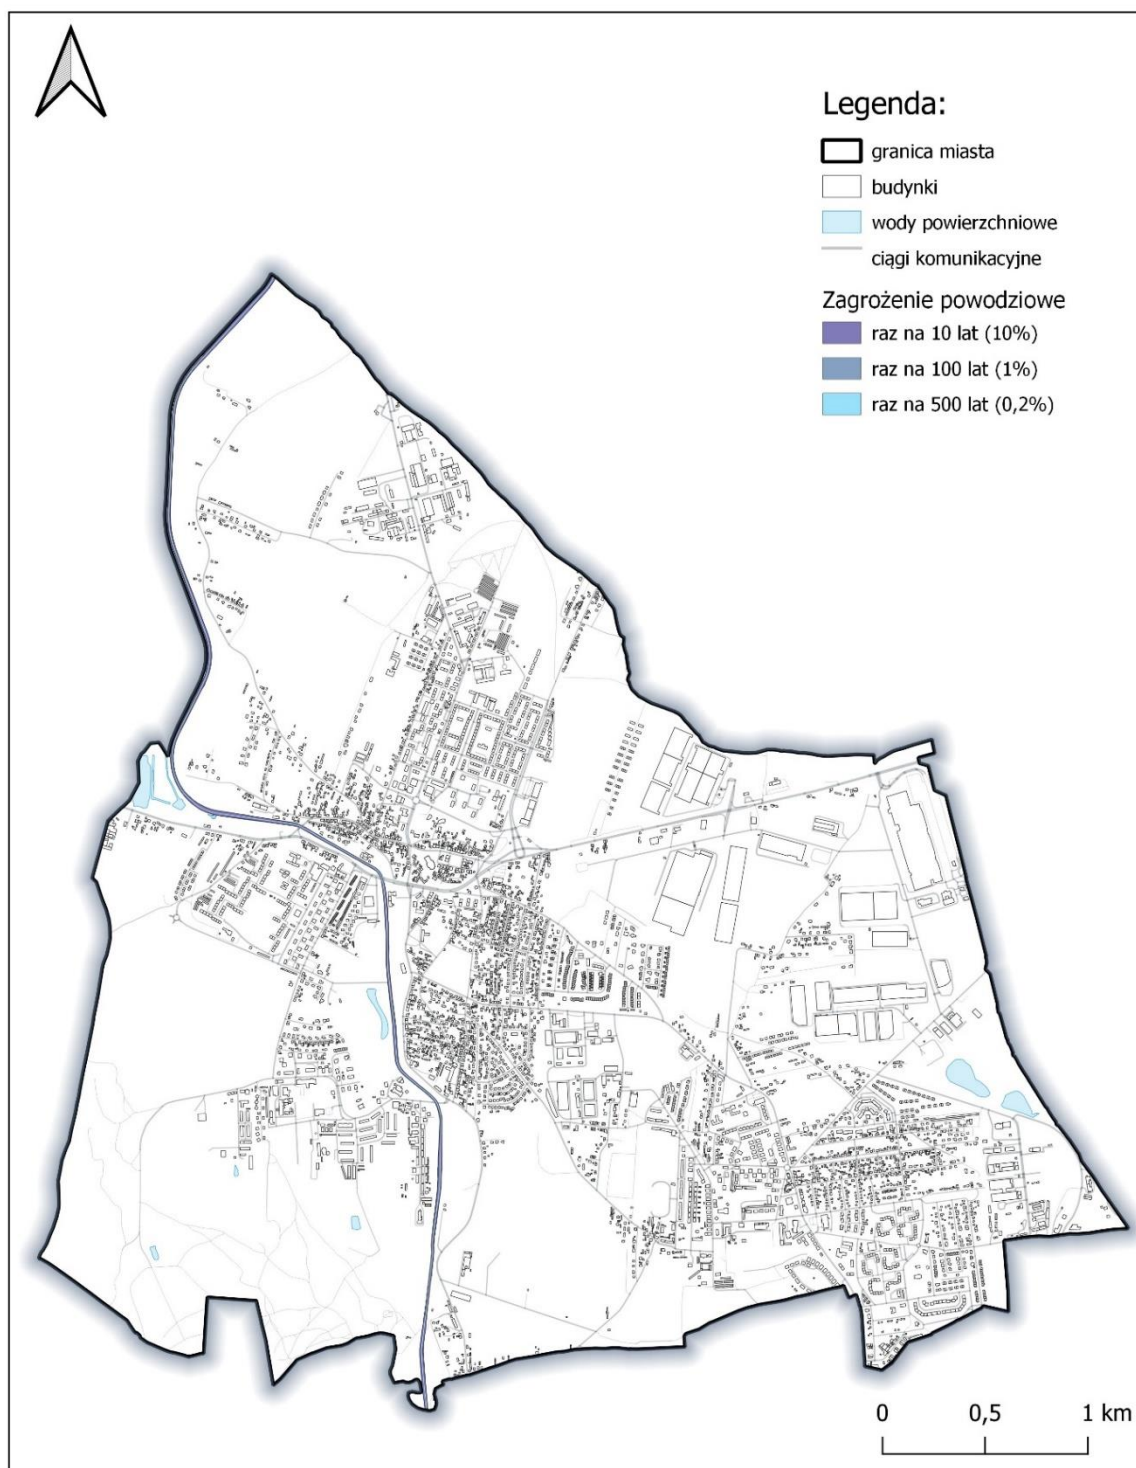 Legenda:
granica miasta
budynki
wody powierzchniowe
ciągi komunikacyjne
Zagrożenie powodziowe
raz na 10 lat (10%)
raz na 100 lat (1%)
raz na 500 lat (0,2%)
0 0,5 1 km